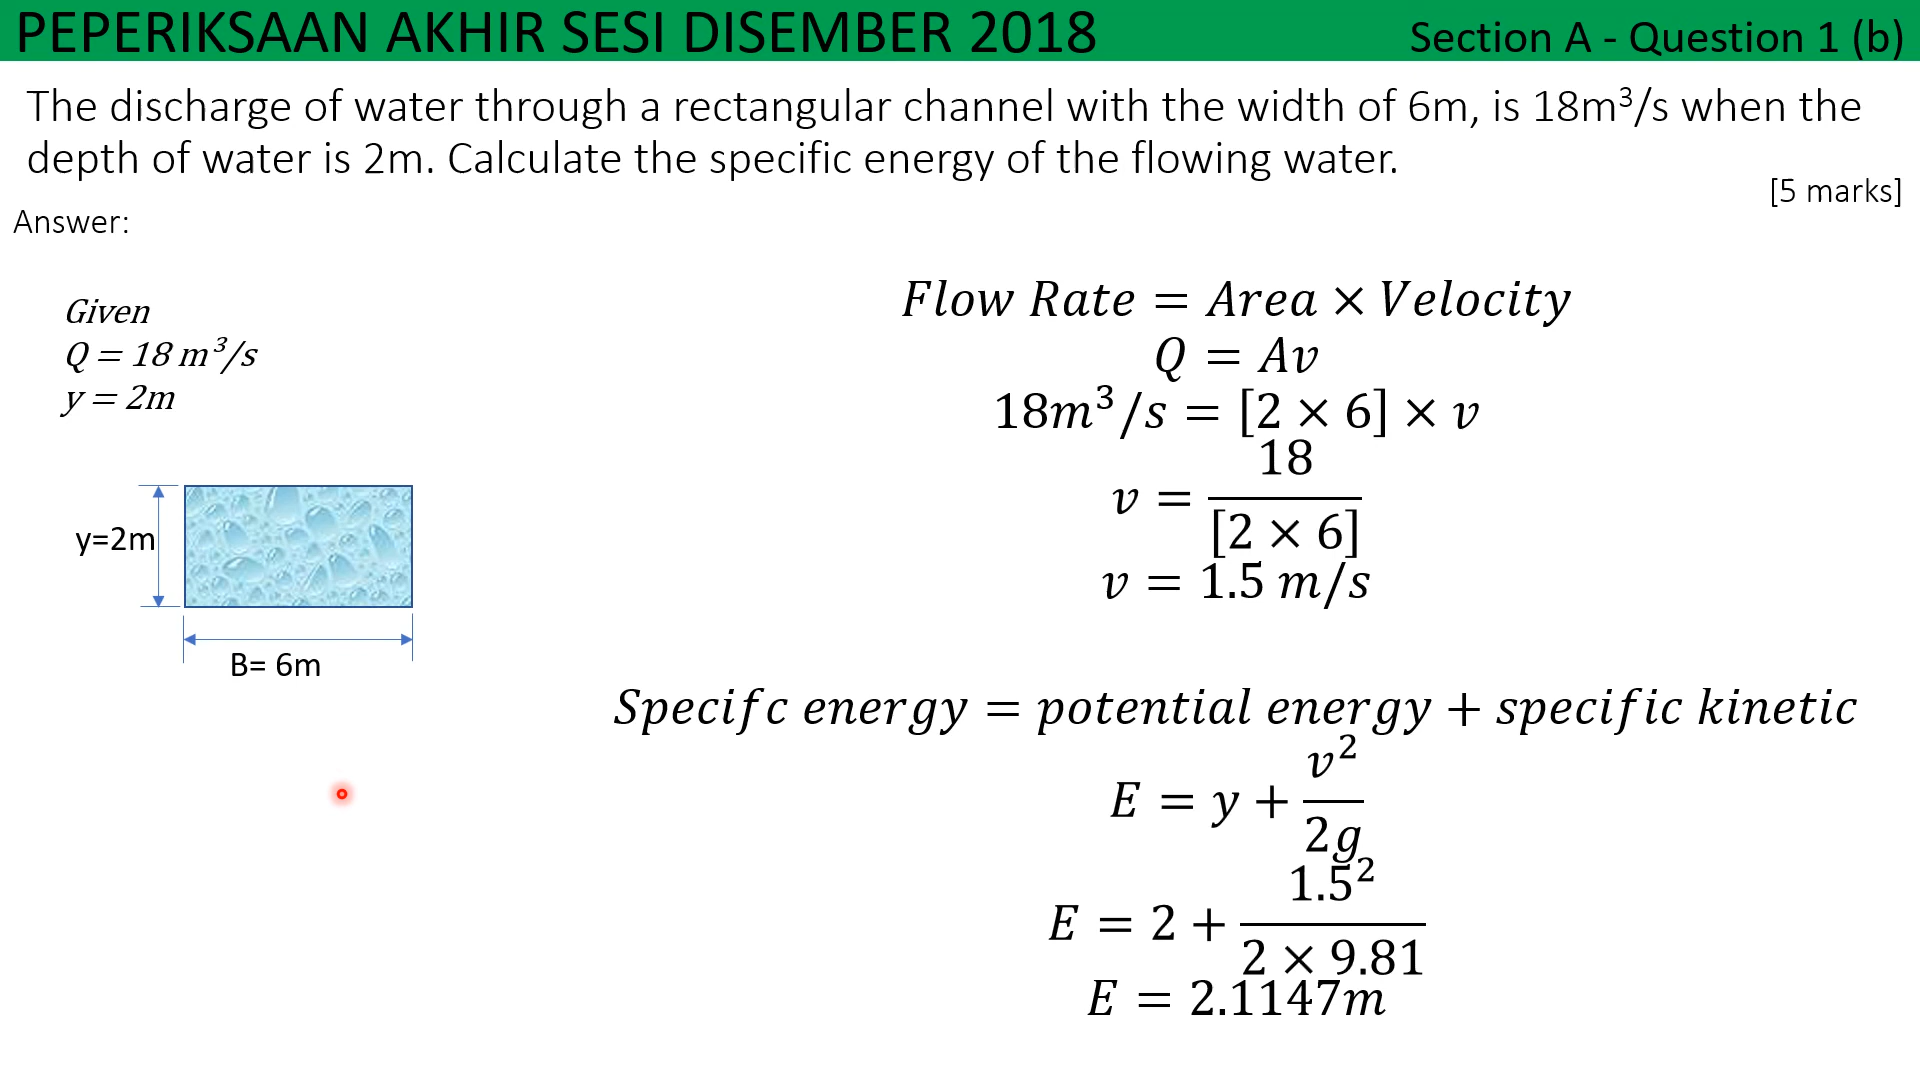 PEPERIKSAAN AKHIR SESI DISEMBER 2018
Section A - Question 1 (b)
The discharge of water through a rectangular channel with the width of 6m, is 18m³/s when the
depth of water is 2m. Calculate the specific energy of the flowing water.
[5 marks]
Answer:
Given
Q = 18 m³/s
y = 2m
y=2m
B= 6m
Flow Rate = Area × Velocity
Q = Av
18m³/s = [2 × 6] × v
v = 18 / [2 × 6]
v = 1.5 m/s
Specifc energy = potential energy + specific kinetic
E = y + v² / 2g
E = 2 + 1.5² / 2 × 9.81
E = 2.1147m